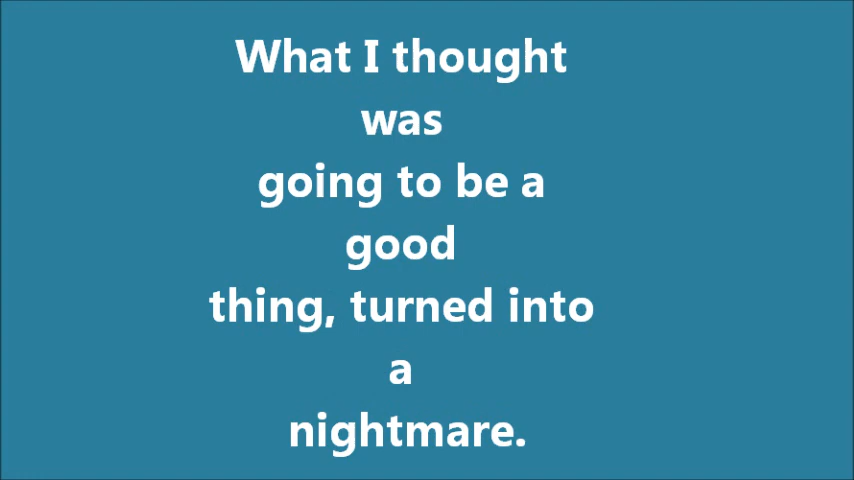 What I thought
was
going to be a
good
thing, turned into
a
nightmare.